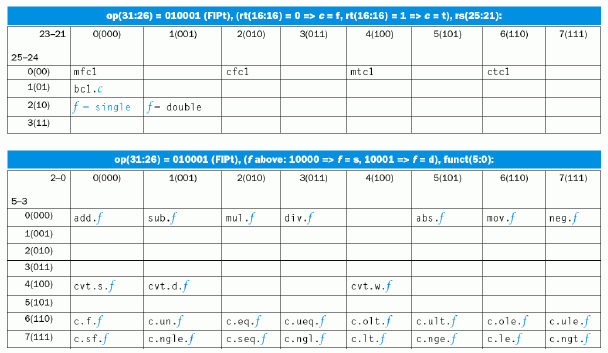 op(31:26) = 010001 (FlPt), (rt(16:16) = 0 => c = f, rt(16:16) = 1 => c = t), rs(25:21):
23–21 0(000) 1(001) 2(010) 3(011) 4(100) 5(101) 6(110) 7(111)
25–24
0(00) mfc1 cfc1 mtc1 ctc1
1(01) bc1.c
2(10) f = single f = double
3(11)
op(31:26) = 010001 (FlPt), (f above: 10000 => f = s, 10001 => f = d), funct(5:0):
2–0 0(000) 1(001) 2(010) 3(011) 4(100) 5(101) 6(110) 7(111)
5–3
0(000) add.f sub.f mul.f div.f abs.f mov.f neg.f
1(001)
2(010)
3(011)
4(100) cvt.s.f cvt.d.f cvt.w.f
5(101)
6(110) c.f.f c.un.f c.eq.f c.ueq.f c.olt.f c.ult.f c.ole.f c.ule.f
7(111) c.sf.f c.ngle.f c.seq.f c.ngl.f c.lt.f c.nge.f c.le.f c.ngt.f